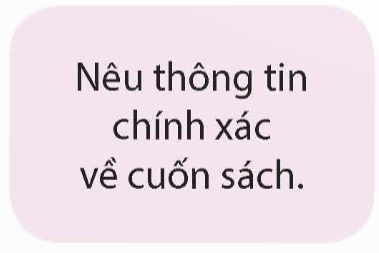 Nêu thông tin
chính xác
về cuốn sách.